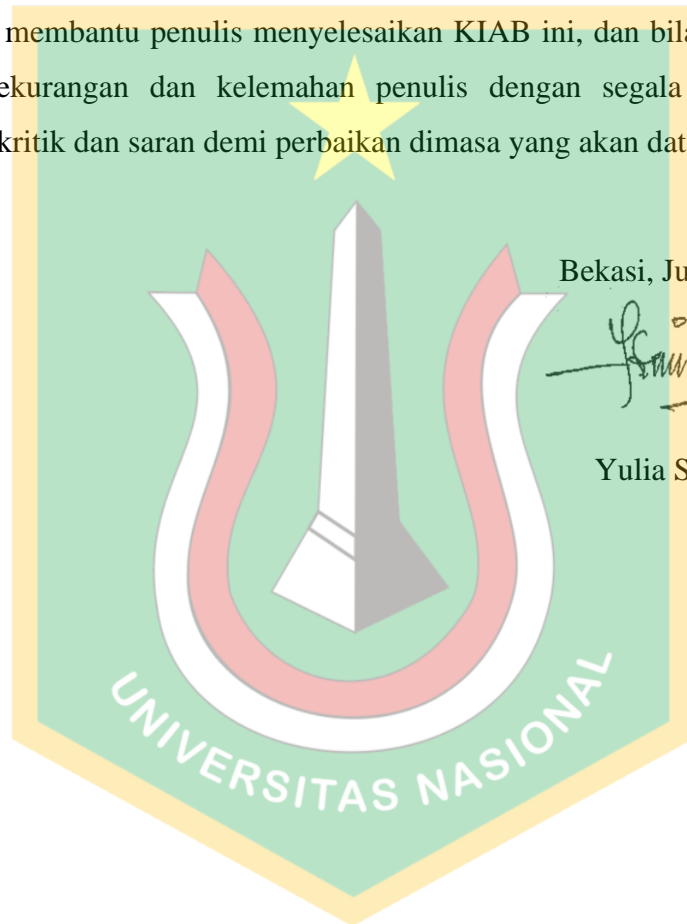 membantu penulis menyelesaikan KIAB ini, dan bila
ekurangan dan kelemahan penulis dengan segala
kritik dan saran demi perbaikan dimasa yang akan dat
Bekasi, Ju
Yulia S
UNIVERSITAS NASIONAL